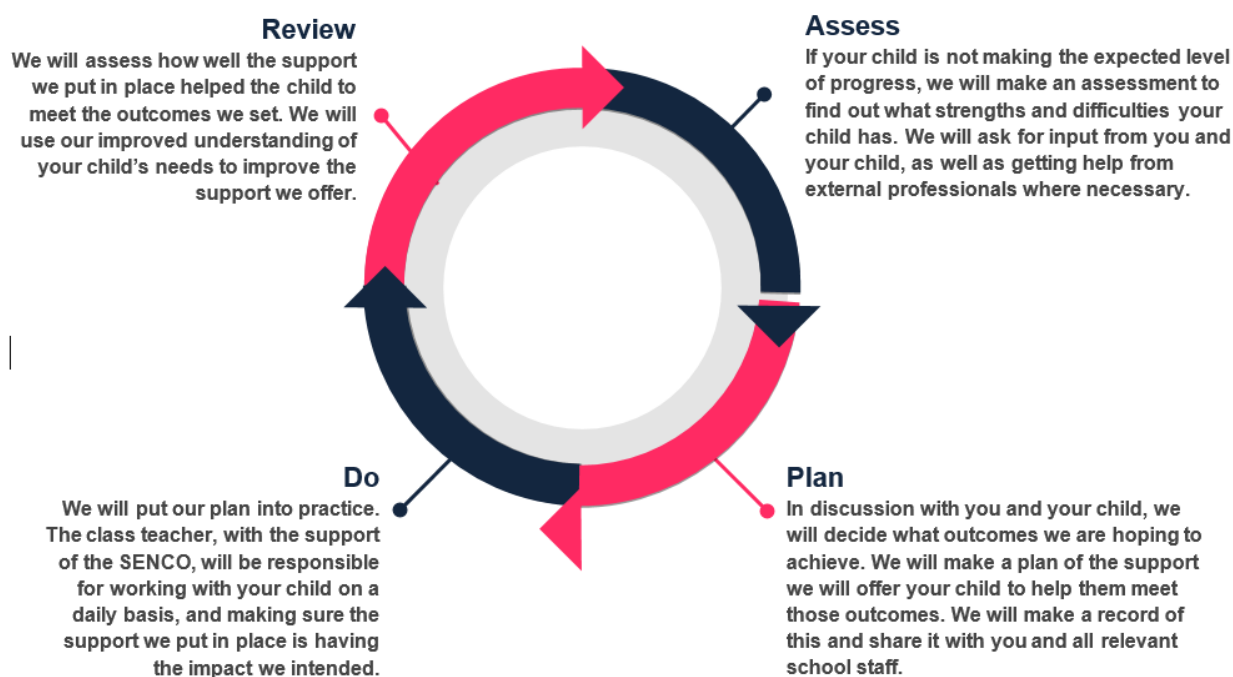 Review
We will assess how well the support
we put in place helped the child to
meet the outcomes we set. We will
use our improved understanding of
your child's needs to improve the
support we offer.
Assess
If your child is not making the expected level
of progress, we will make an assessment to
find out what strengths and difficulties your
child has. We will ask for input from you and
your child, as well as getting help from
external professionals where necessary.
Do
We will put our plan into practice.
The class teacher, with the support
of the SENCO, will be responsible
for working with your child on a
daily basis, and making sure the
support we put in place is having
the impact we intended.
Plan
In discussion with you and your child, we
will decide what outcomes we are hoping to
achieve. We will make a plan of the support
we will offer your child to help them meet
those outcomes. We will make a record of
this and share it with you and all relevant
school staff.